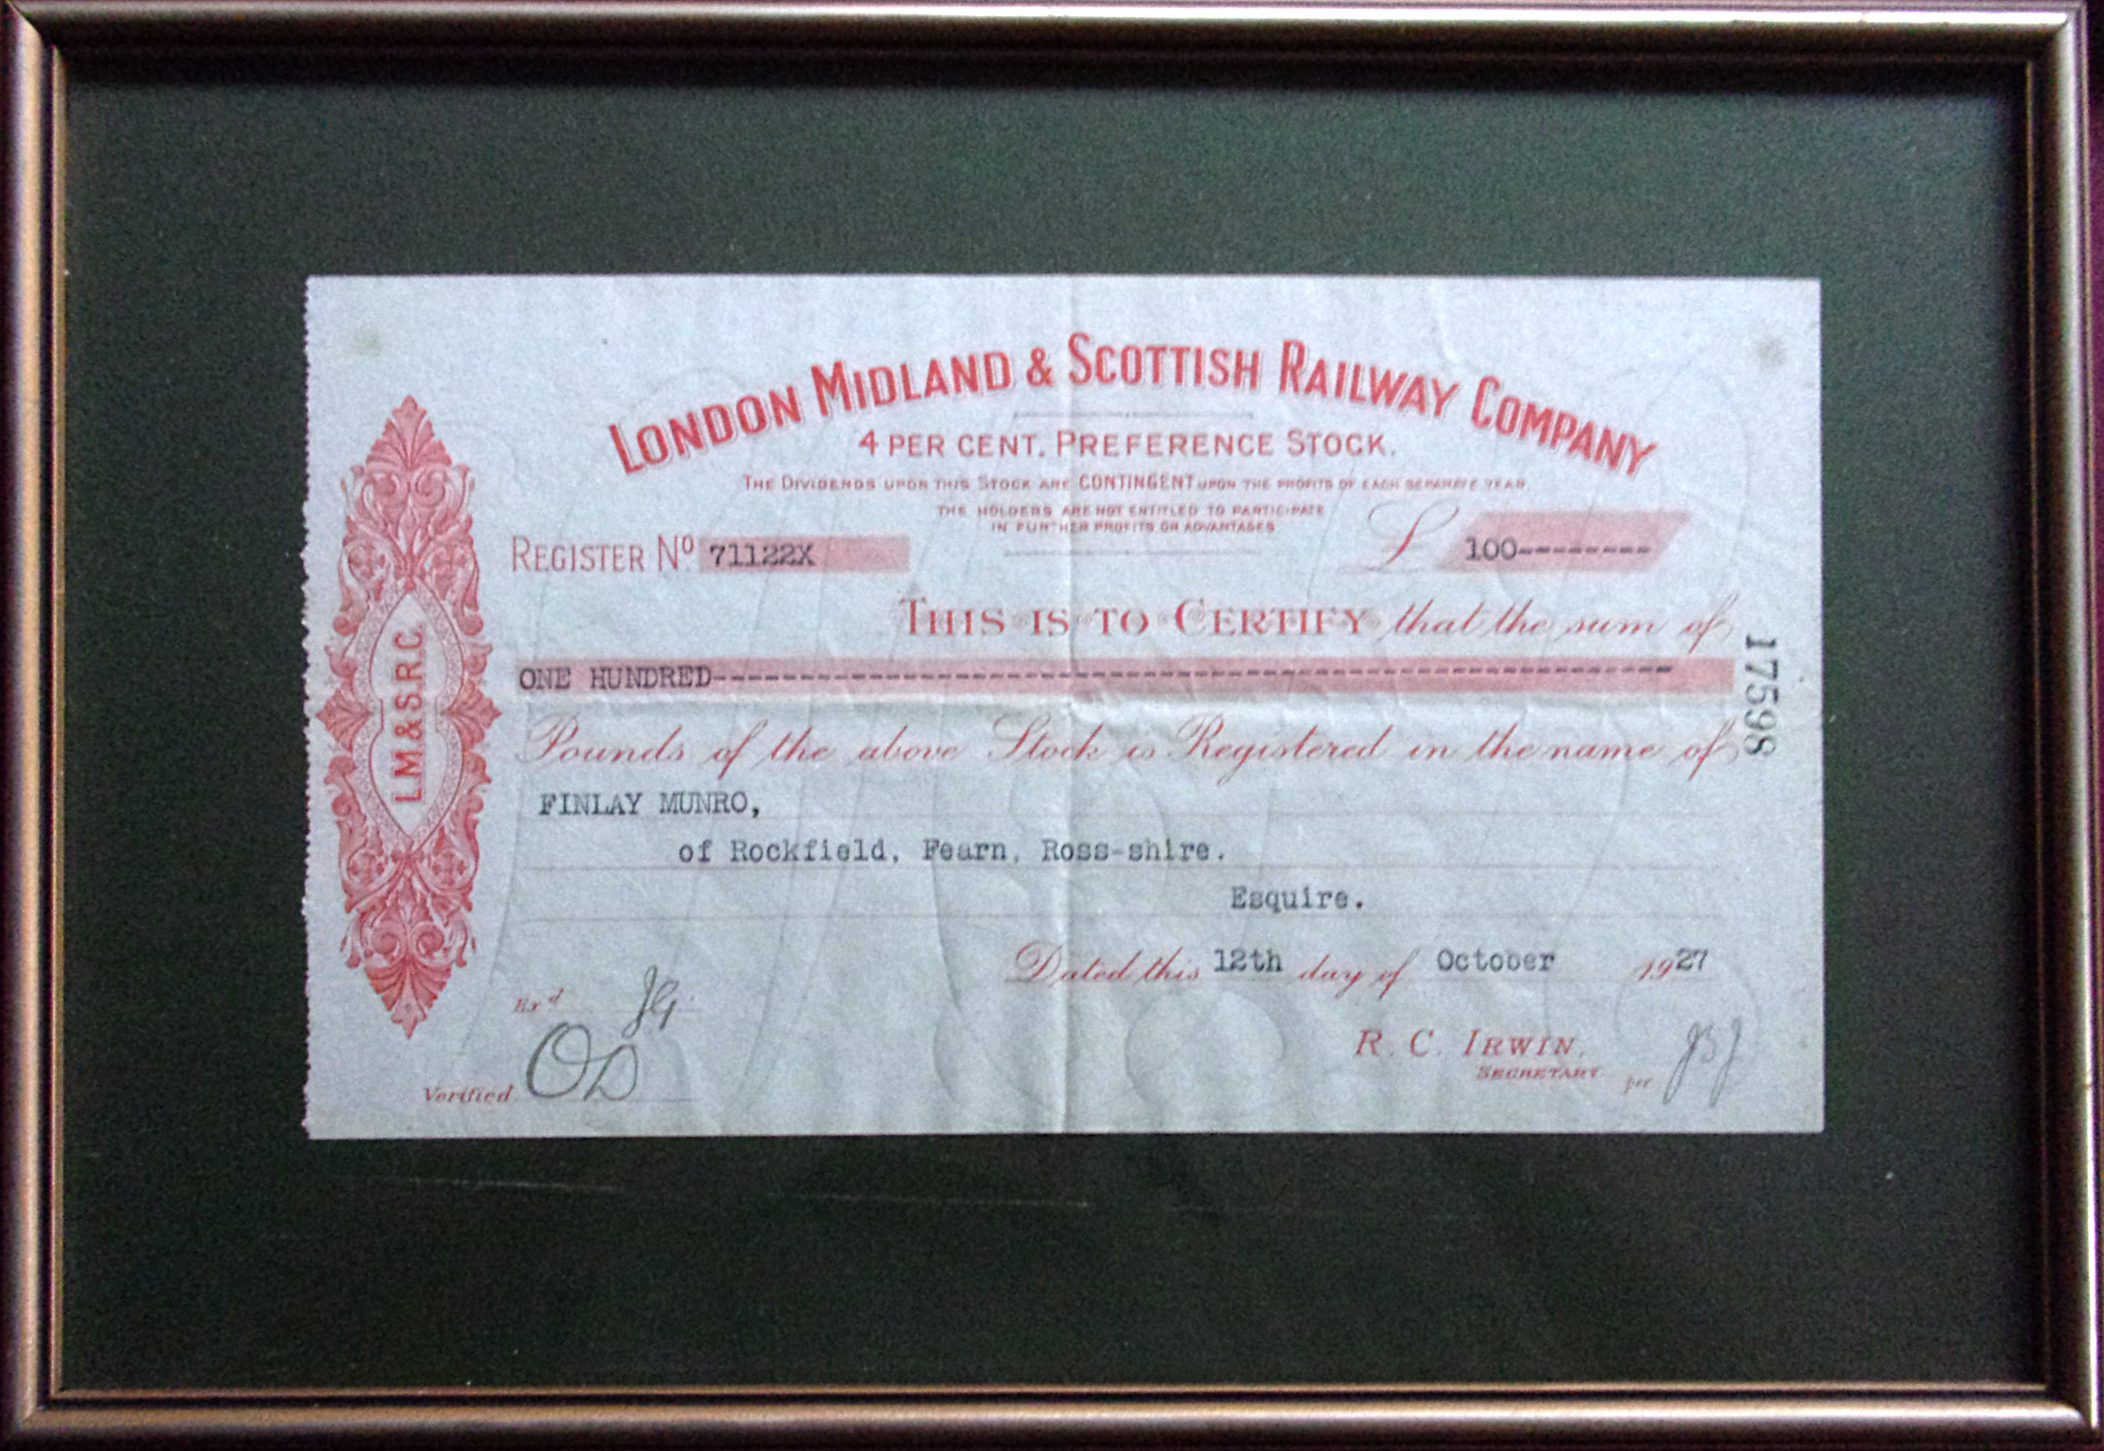 LONDON MIDLAND & SCOTTISH RAILWAY COMPANY
4 PER CENT. PREFERENCE STOCK.
THE DIVIDENDS UPON THIS STOCK ARE CONTINGENT UPON THE PROFITS OF EACH SEPARATE YEAR.
THE HOLDERS ARE NOT ENTITLED TO PARTICIPATE
IN FURTHER PROFITS OR ADVANTAGES
REGISTER Nº 71122X £ 100---------
THIS IS TO CERTIFY that the sum of
ONE HUNDRED----------------------------------------------------------------------
Pounds of the above Stock is Registered in the name of
FINLAY MUNRO,
of Rockfield, Fearn, Ross-shire.
Esquire.
Dated this 12th day of October 1927
Exd JG.
Verified OD
R. C. IRWIN,
SECRETARY
per JBJ
L M & S. R. C.
17598